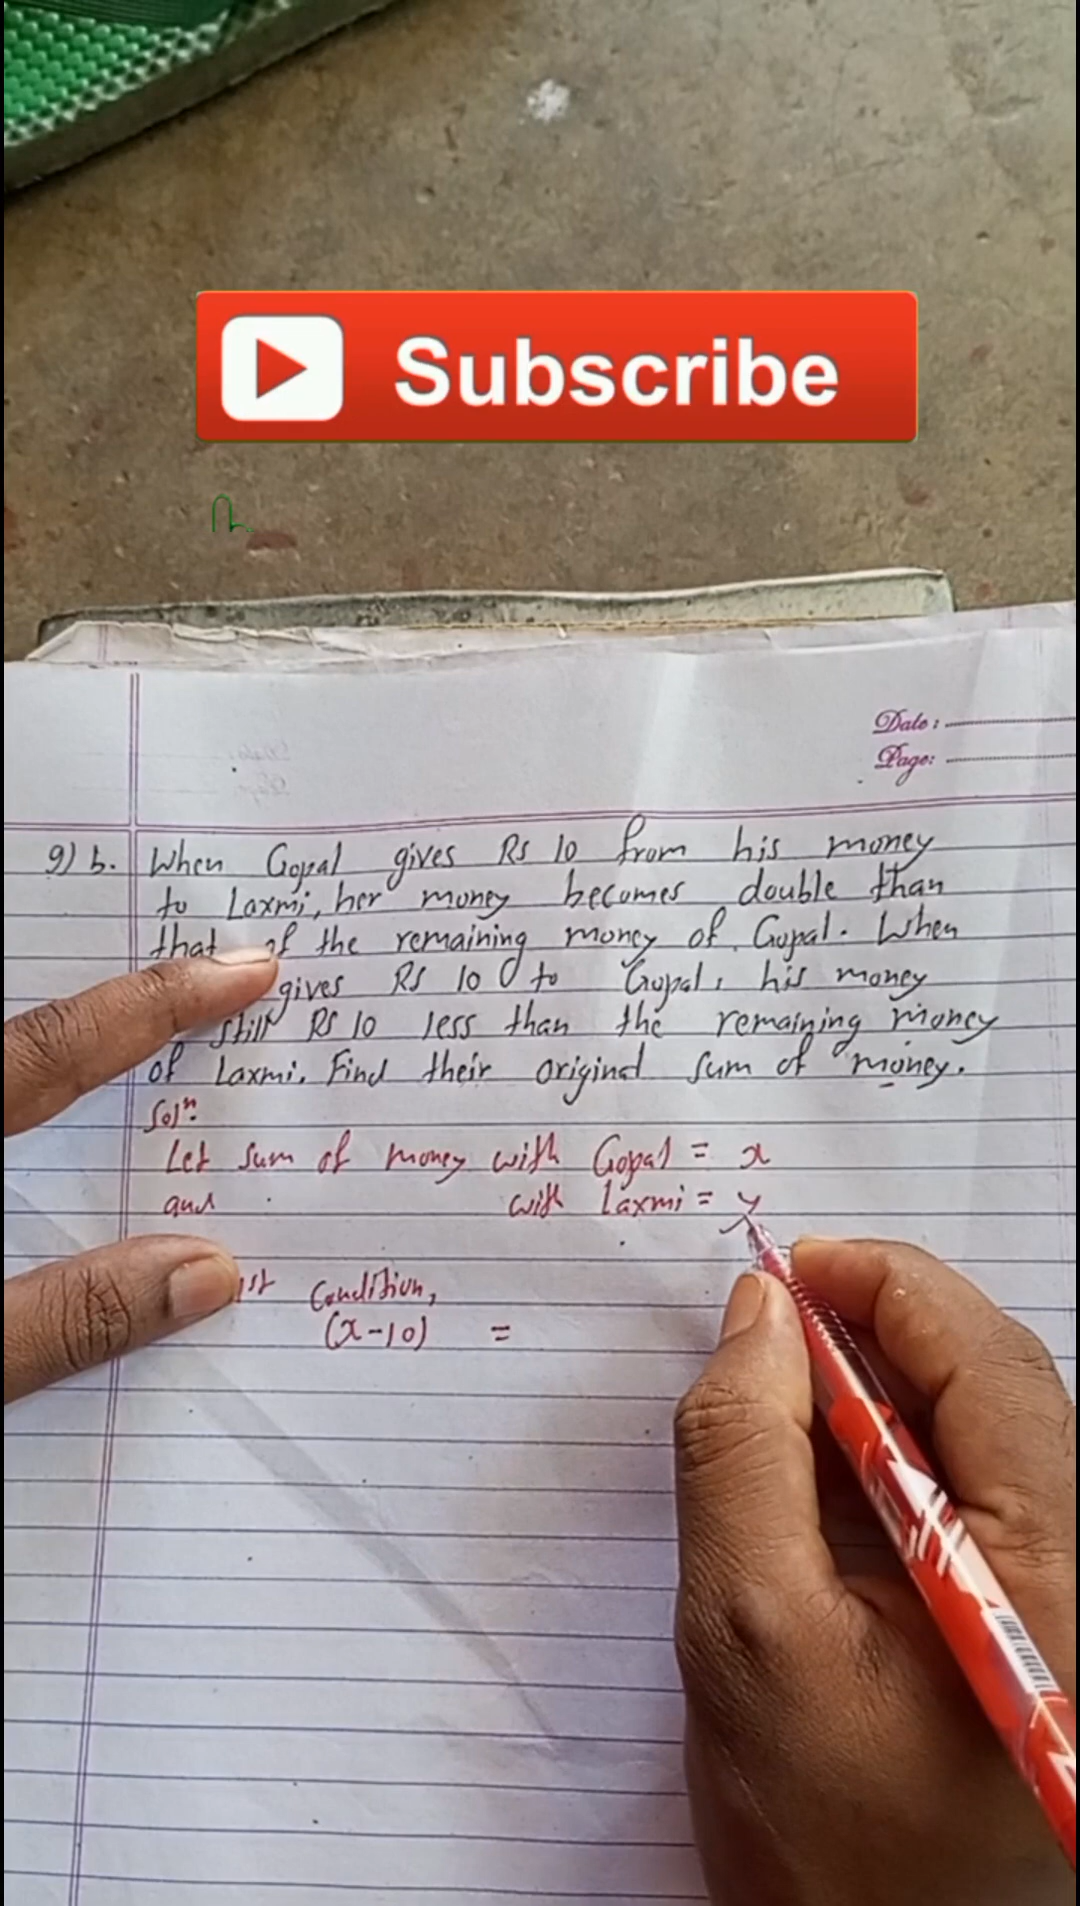 Subscribe
Date:
Page:
9) b. When Gopal gives Rs 10 from his money
to Laxmi, her money becomes double than
that of the remaining money of Gopal. When
gives Rs 10 to Gopal, his money
still Rs 10 less than the remaining money
of Laxmi. Find their original sum of money.
Solⁿ:
Let sum of money with Gopal = x
and with laxmi = y
1st Condition,
(x-10) =